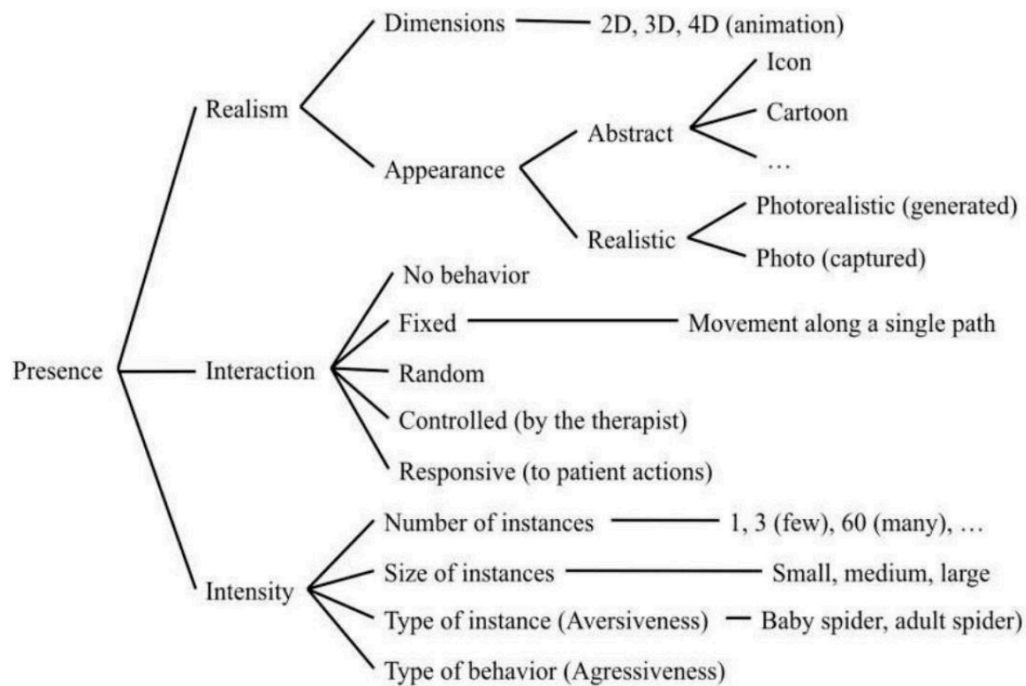 Dimensions
2D, 3D, 4D (animation)
Icon
Realism
Cartoon
Abstract
…
Appearance
Photorealistic (generated)
Realistic
Photo (captured)
No behavior
Fixed
Movement along a single path
Presence
Interaction
Random
Controlled (by the therapist)
Responsive (to patient actions)
Number of instances
1, 3 (few), 60 (many), …
Size of instances
Small, medium, large
Intensity
Type of instance (Aversiveness)
Baby spider, adult spider)
Type of behavior (Agressiveness)